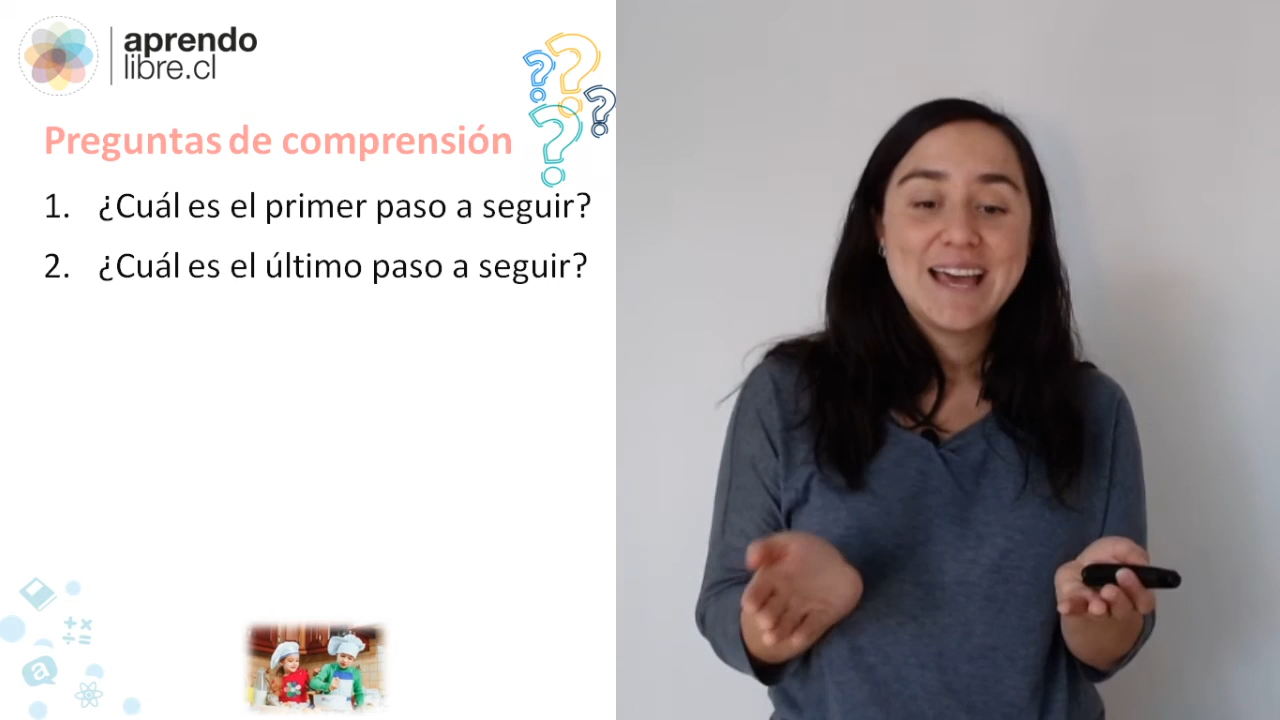 aprendo
libre.cl
Preguntas de comprensión
1. ¿Cuál es el primer paso a seguir?
2. ¿Cuál es el último paso a seguir?